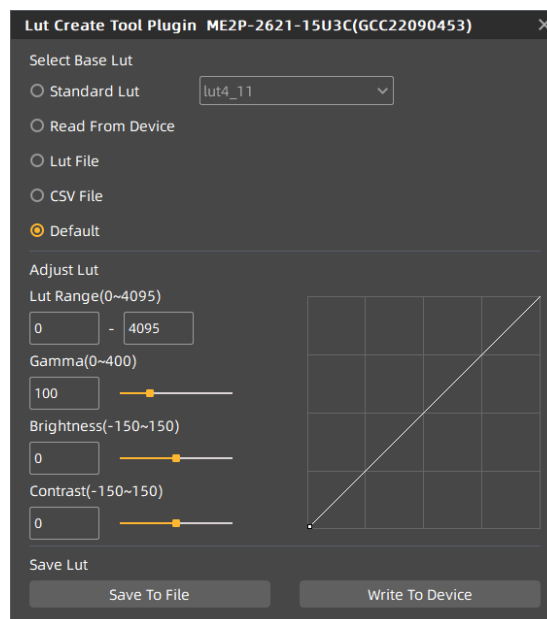 Lut Create Tool Plugin ME2P-2621-15U3C(GCC22090453)
Select Base Lut
Standard Lut lut4_11
Read From Device
Lut File
CSV File
Default
Adjust Lut
Lut Range(0~4095)
0 - 4095
Gamma(0~400)
100
Brightness(-150~150)
0
Contrast(-150~150)
0
Save Lut
Save To File Write To Device